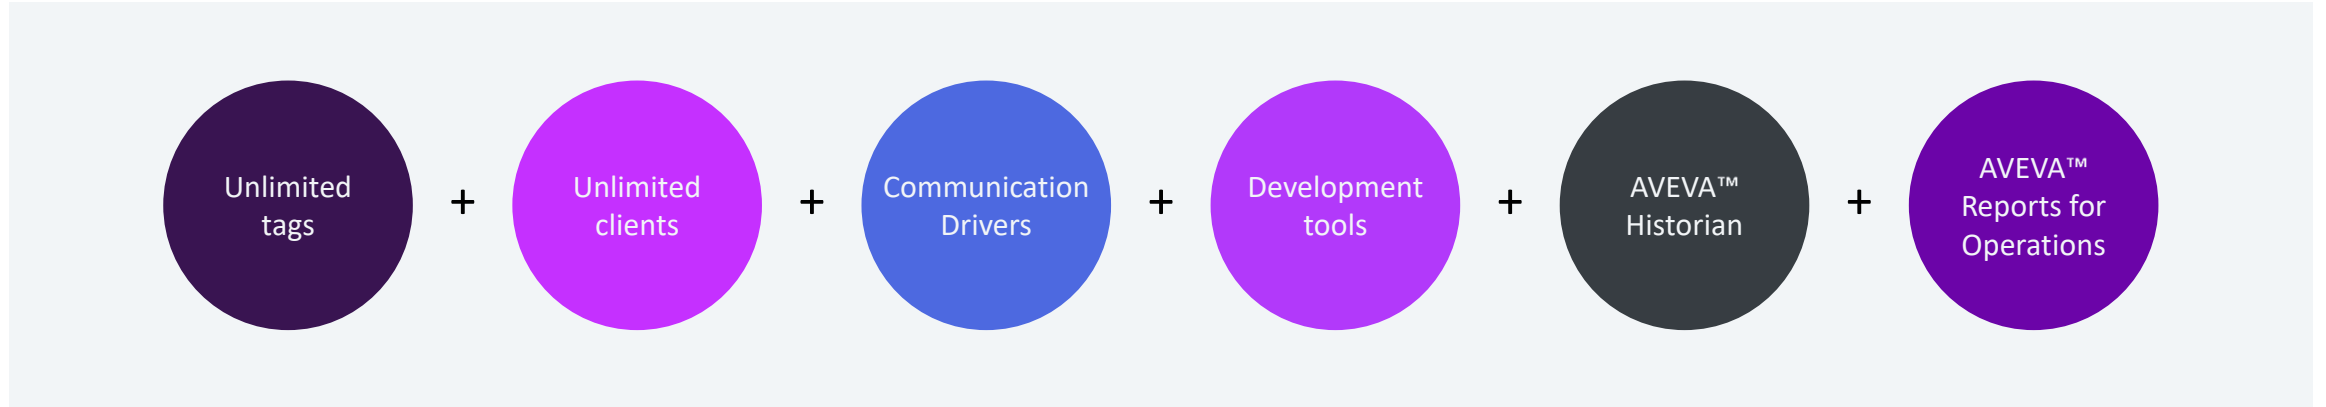 Unlimited
tags
+
Unlimited
clients
+
Communication
Drivers
+
Development
tools
+
AVEVA™
Historian
+
AVEVA™
Reports for
Operations